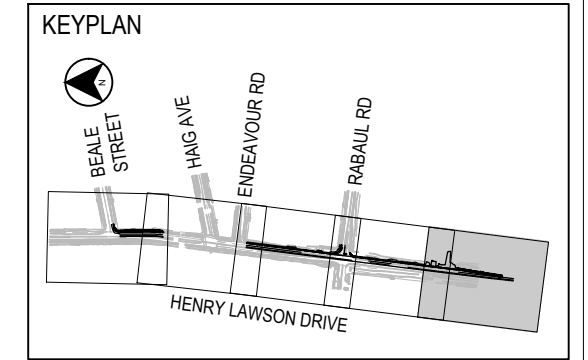 KEYPLAN
N
BEALE
STREET
HAIG AVE
ENDEAVOUR RD
RABAUL RD
HENRY LAWSON DRIVE